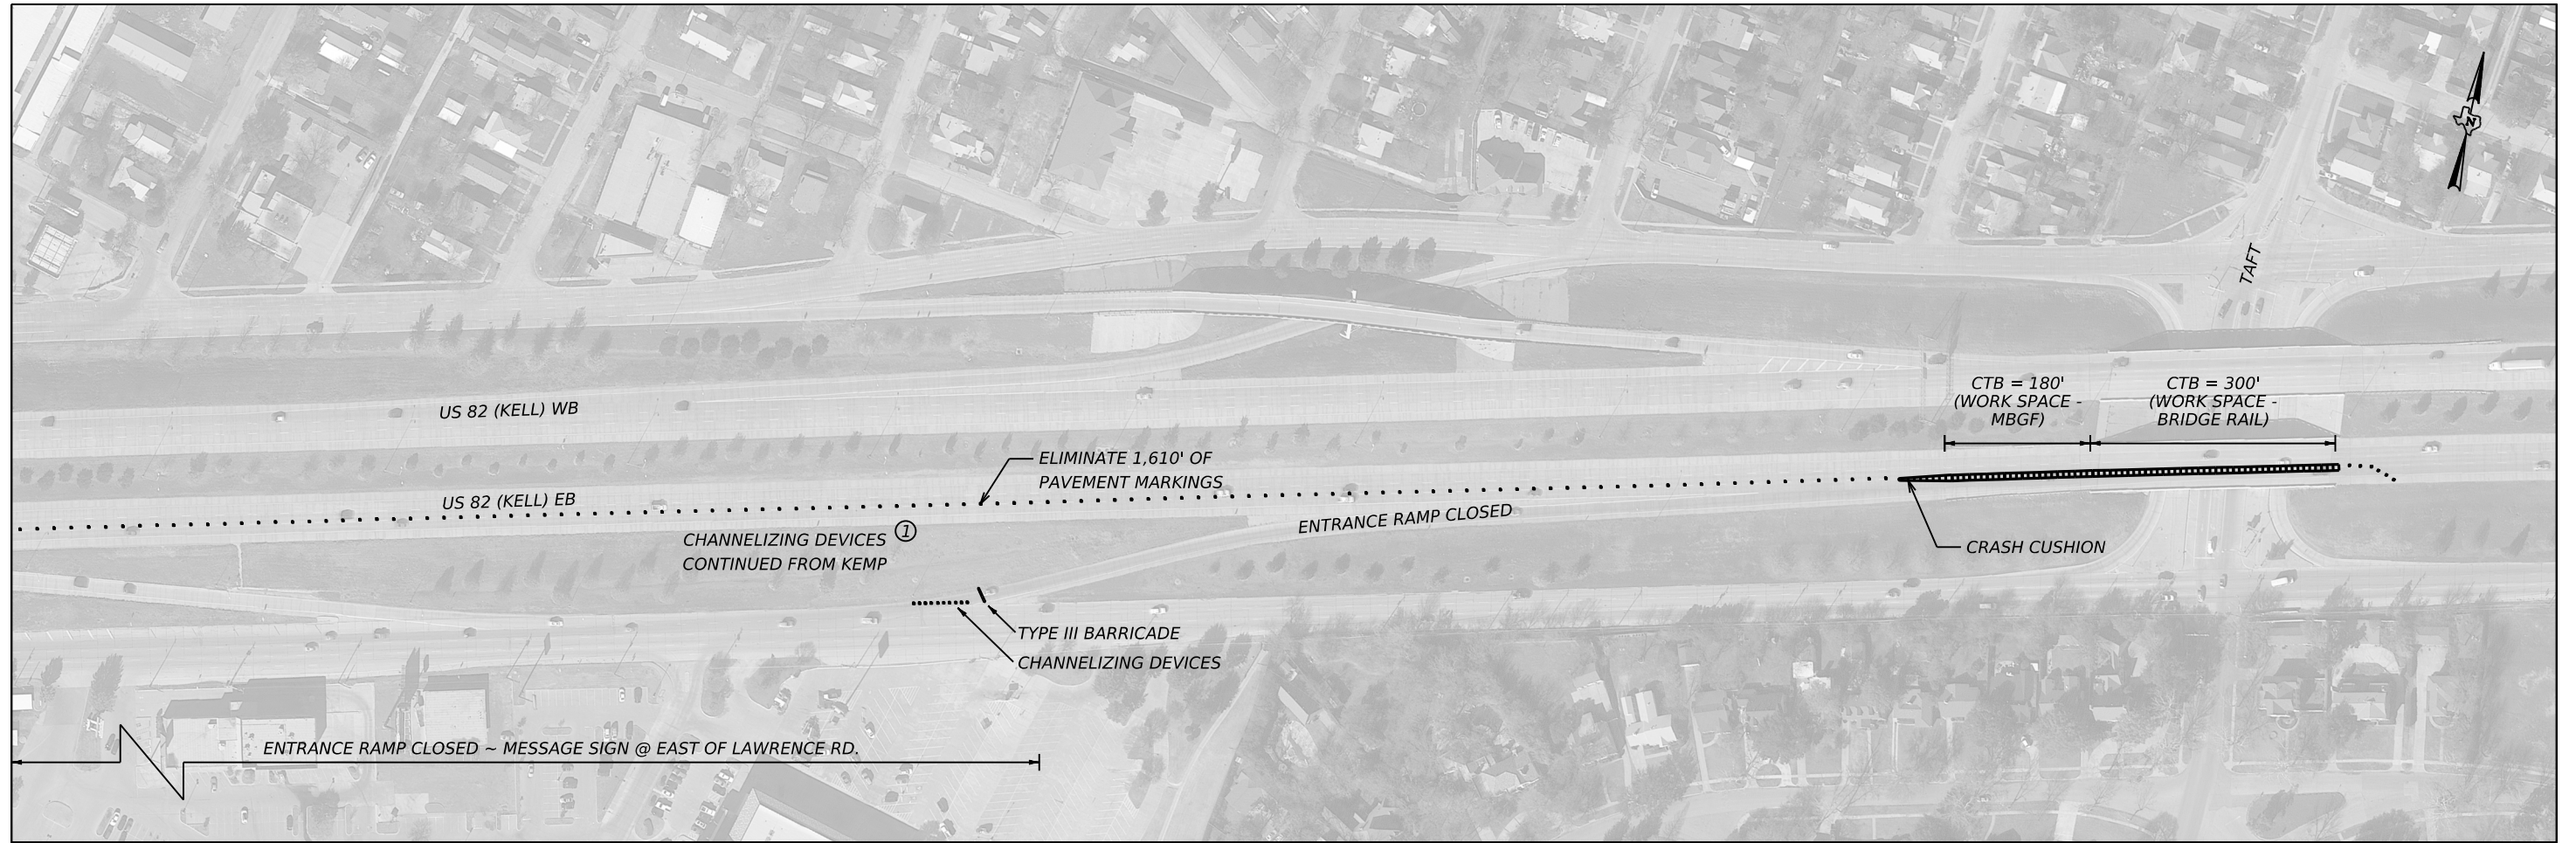 TAFT
N
CTB = 180'
(WORK SPACE -
MBGF)
CTB = 300'
(WORK SPACE -
BRIDGE RAIL)
US 82 (KELL) WB
ELIMINATE 1,610' OF
PAVEMENT MARKINGS
US 82 (KELL) EB
ENTRANCE RAMP CLOSED
CHANNELIZING DEVICES 1
CONTINUED FROM KEMP
CRASH CUSHION
TYPE III BARRICADE
CHANNELIZING DEVICES
ENTRANCE RAMP CLOSED ~ MESSAGE SIGN @ EAST OF LAWRENCE RD.